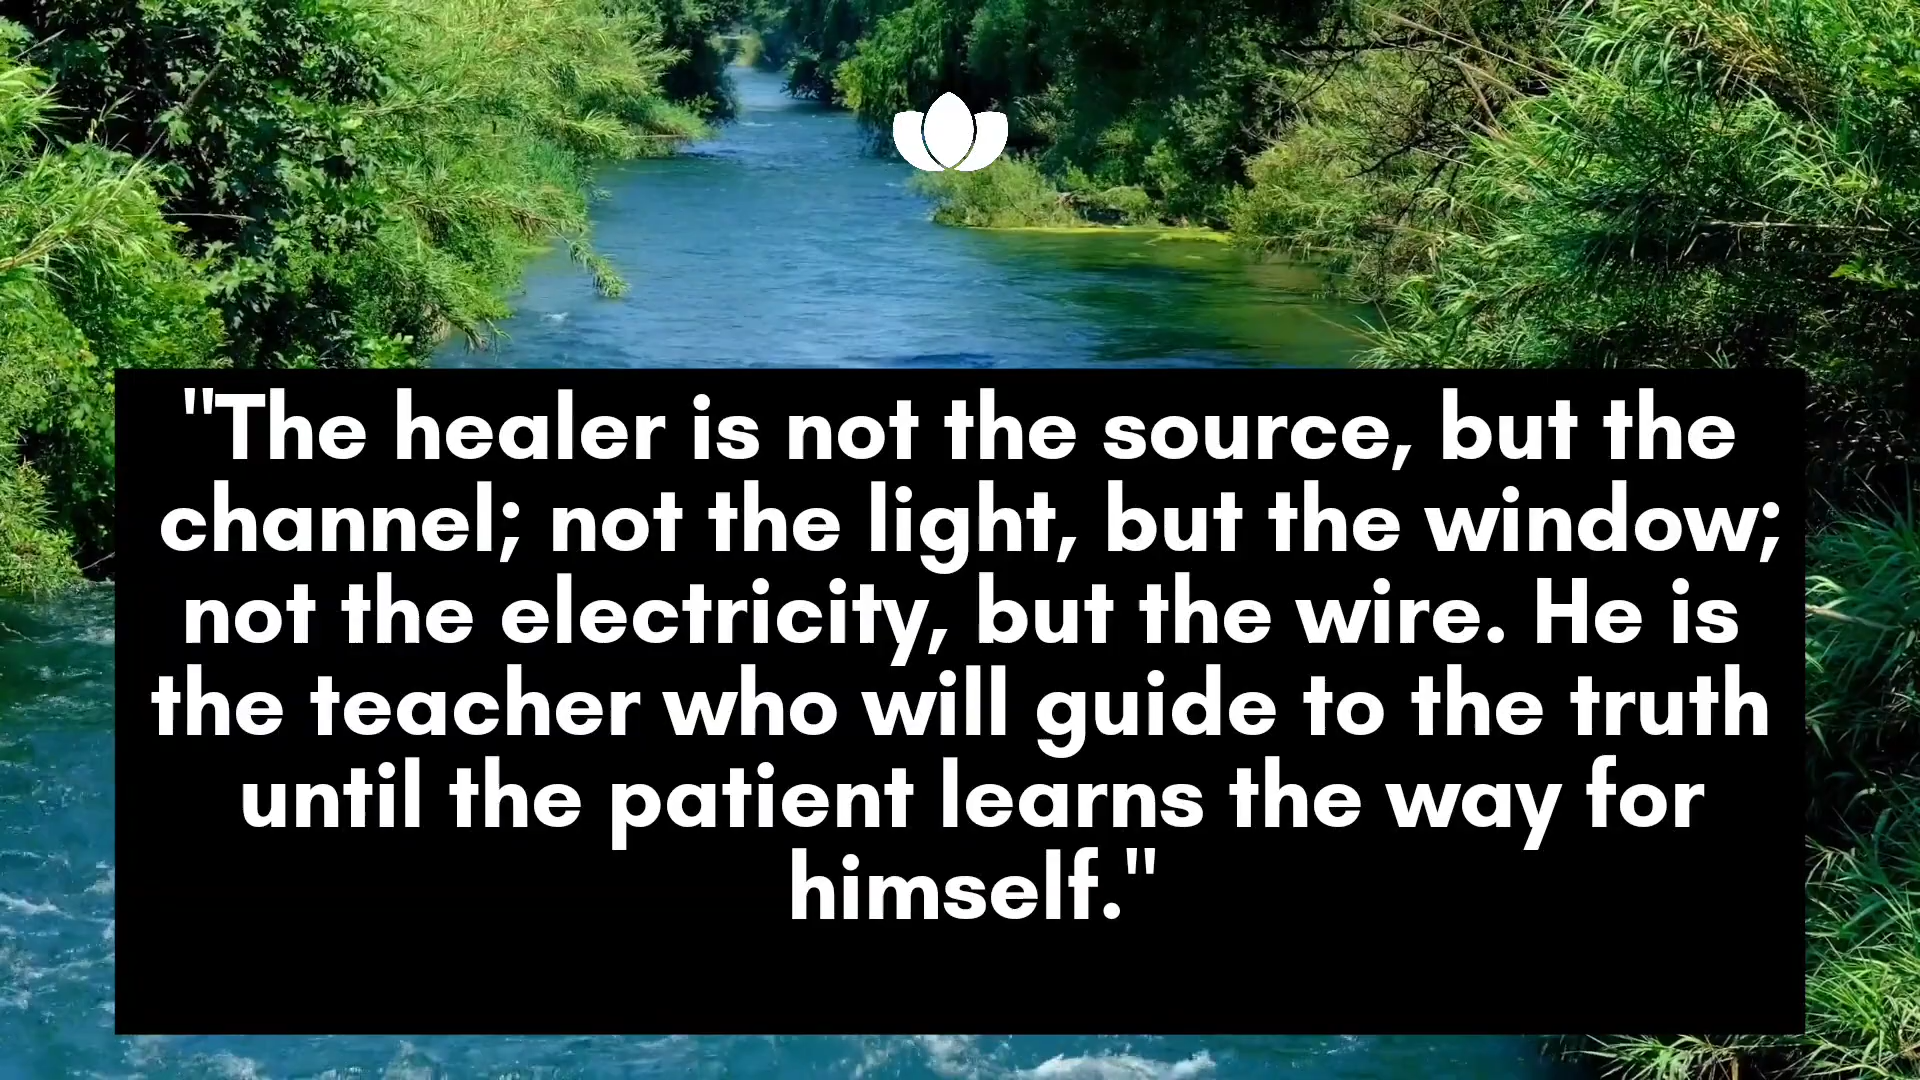 "The healer is not the source, but the
channel; not the light, but the window;
not the electricity, but the wire. He is
the teacher who will guide to the truth
until the patient learns the way for
himself."